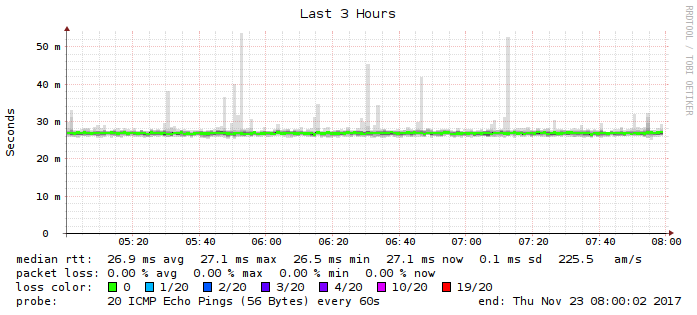 Last 3 Hours
RRDTOOL / TOBI OETIKER
Seconds
50 m
40 m
30 m
20 m
10 m
0
05:20 05:40 06:00 06:20 06:40 07:00 07:20 07:40 08:00
median rtt: 26.9 ms avg 27.1 ms max 26.5 ms min 27.1 ms now 0.1 ms sd 225.5 am/s
packet loss: 0.00 % avg 0.00 % max 0.00 % min 0.00 % now
loss color: 0 1/20 2/20 3/20 4/20 10/20 19/20
probe: 20 ICMP Echo Pings (56 Bytes) every 60s end: Thu Nov 23 08:00:02 2017